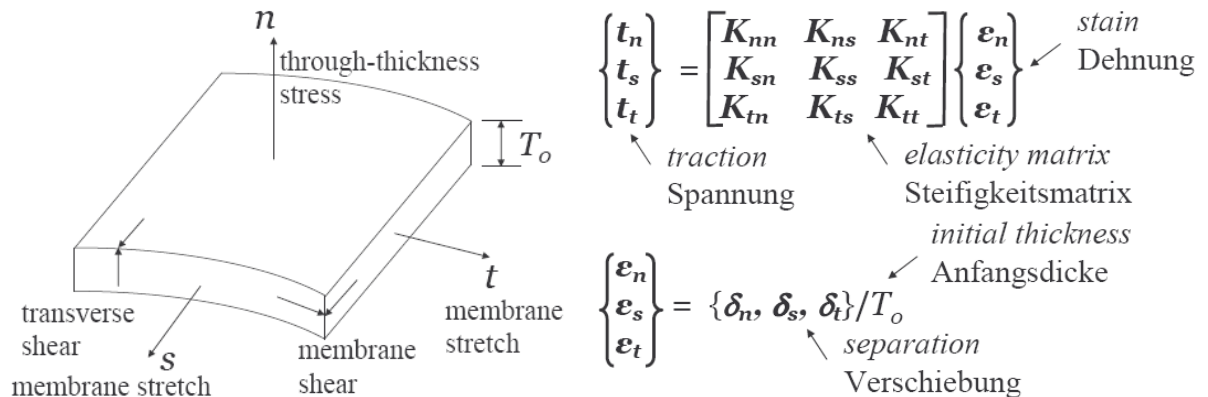 n
through-thickness
stress
T_o
transverse
shear
s
membrane stretch
membrane
shear
t
membrane
stretch
{t_n} = [K_nn K_ns K_nt] {ε_n}
{t_s} = [K_sn K_ss K_st] {ε_s}
{t_t} = [K_tn K_ts K_tt] {ε_t}
stain
Dehnung
traction
Spannung
elasticity matrix
Steifigkeitsmatrix
initial thickness
Anfangsdicke
{ε_n
ε_s
ε_t} = {δ_n, δ_s, δ_t}/T_o
separation
Verschiebung